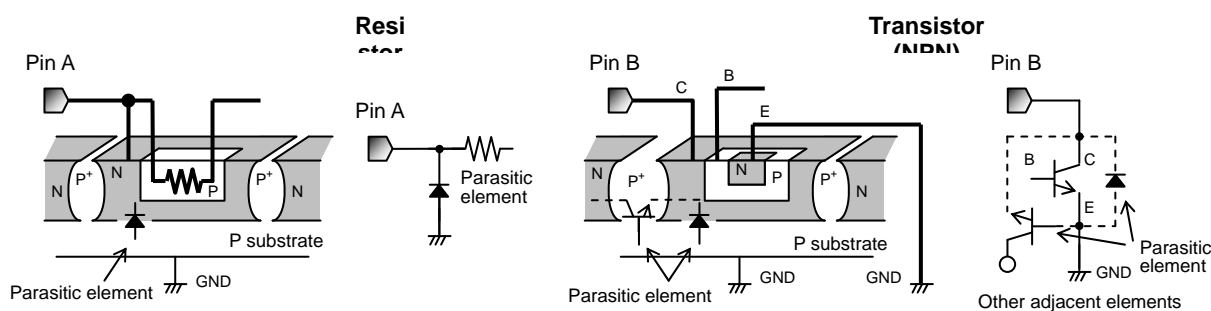 Resi
stor
Transistor
(NPN)
Pin A
Pin A
N
P+
N
P
P+
N
Parasitic
element
P substrate
GND
Parasitic element
Pin B
C
B
E
N
P+
N
P
P+
N
P substrate
GND
GND
Parasitic element
Pin B
B
C
E
GND
Parasitic
element
Other adjacent elements